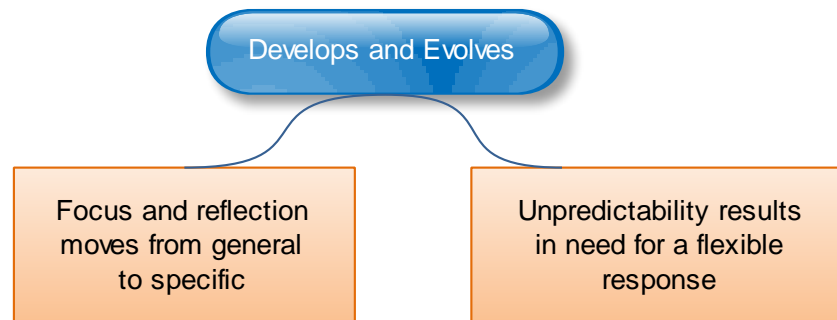 Develops and Evolves
Focus and reflection
moves from general
to specific
Unpredictability results
in need for a flexible
response